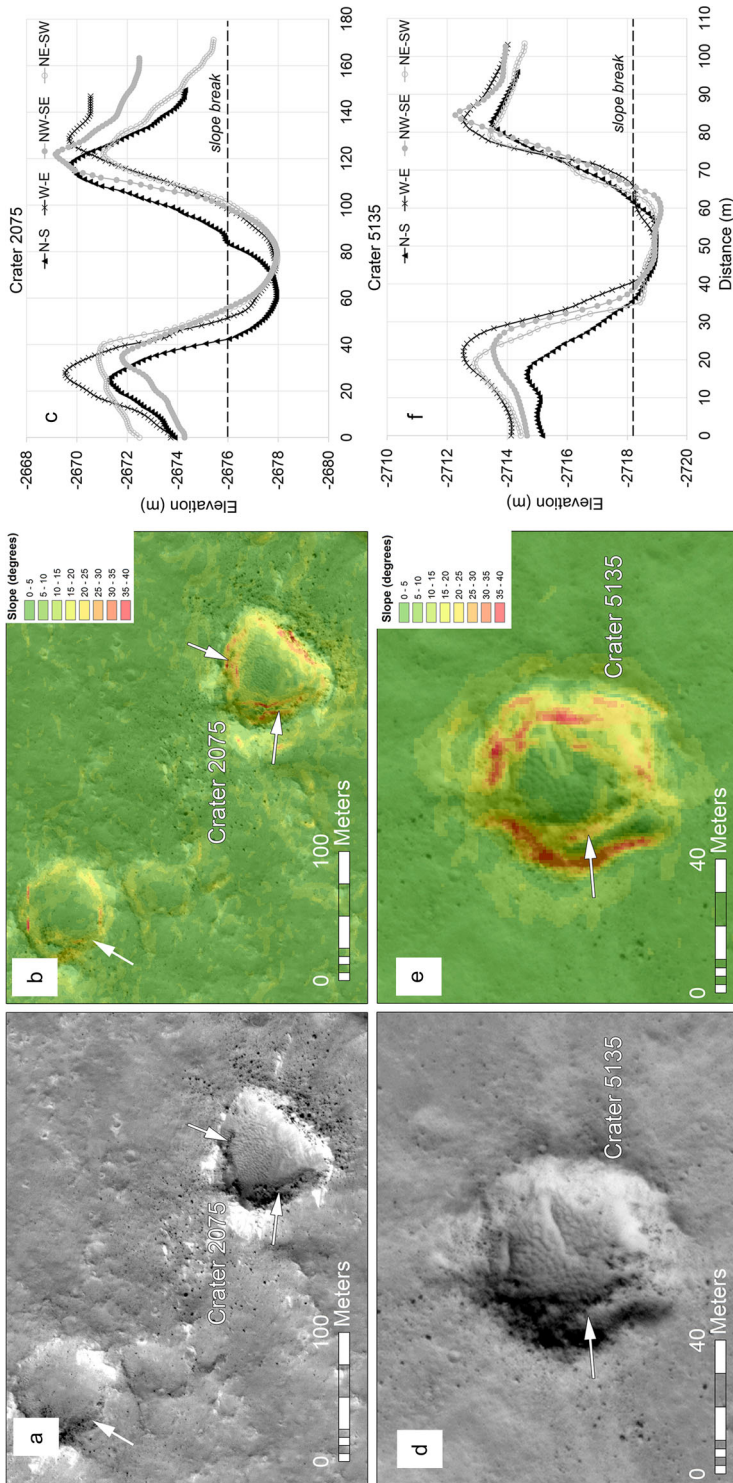 a
Crater 2075
0 100
Meters
b
Slope (degrees)
0 - 5
5 - 10
10 - 15
15 - 20
20 - 25
25 - 30
30 - 35
35 - 40
Crater 2075
0 100
Meters
c
Crater 2075
N-S W-E NW-SE NE-SW
Elevation (m)
-2668
-2670
-2672
-2674
-2676
-2678
-2680
slope break
0 20 40 60 80 100 120 140 160 180
d
Crater 5135
0 40
Meters
e
Slope (degrees)
0 - 5
5 - 10
10 - 15
15 - 20
20 - 25
25 - 30
30 - 35
35 - 40
Crater 5135
0 40
Meters
f
Crater 5135
N-S W-E NW-SE NE-SW
Elevation (m)
-2710
-2712
-2714
-2716
-2718
-2720
slope break
0 10 20 30 40 50 60 70 80 90 100 110
Distance (m)